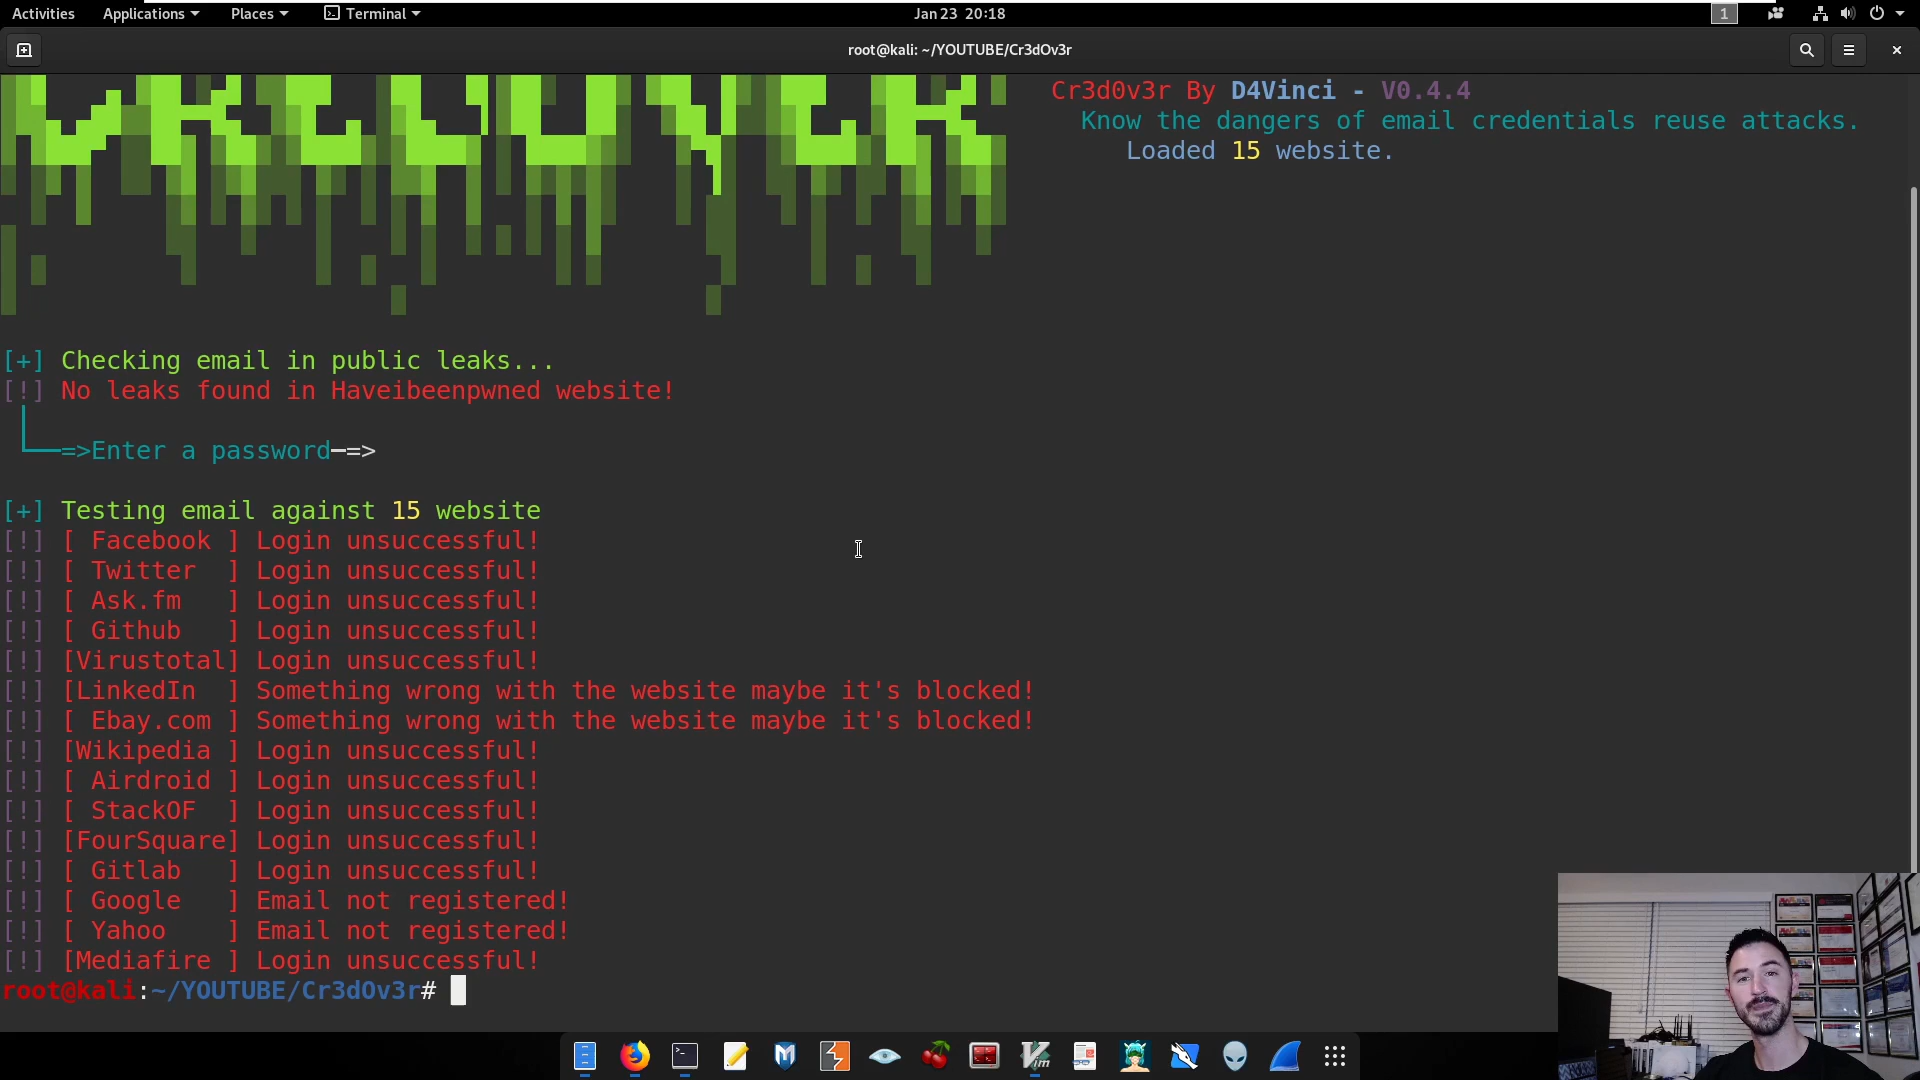 Activities Applications Places Terminal Jan 23 20:18 1
root@kali: ~/YOUTUBE/Cr3dOv3r
Cr3d0v3r By D4Vinci - V0.4.4
Know the dangers of email credentials reuse attacks.
Loaded 15 website.
[+] Checking email in public leaks...
[!] No leaks found in Haveibeenpwned website!
=>Enter a password─=>
[+] Testing email against 15 website
[!] [ Facebook ] Login unsuccessful!
[!] [ Twitter ] Login unsuccessful!
[!] [ Ask.fm ] Login unsuccessful!
[!] [ Github ] Login unsuccessful!
[!] [Virustotal] Login unsuccessful!
[!] [LinkedIn ] Something wrong with the website maybe it's blocked!
[!] [ Ebay.com ] Something wrong with the website maybe it's blocked!
[!] [Wikipedia ] Login unsuccessful!
[!] [ Airdroid ] Login unsuccessful!
[!] [ StackOF ] Login unsuccessful!
[!] [FourSquare] Login unsuccessful!
[!] [ Gitlab ] Login unsuccessful!
[!] [ Google ] Email not registered!
[!] [ Yahoo ] Email not registered!
[!] [Mediafire ] Login unsuccessful!
root@kali:~/YOUTUBE/Cr3dOv3r#